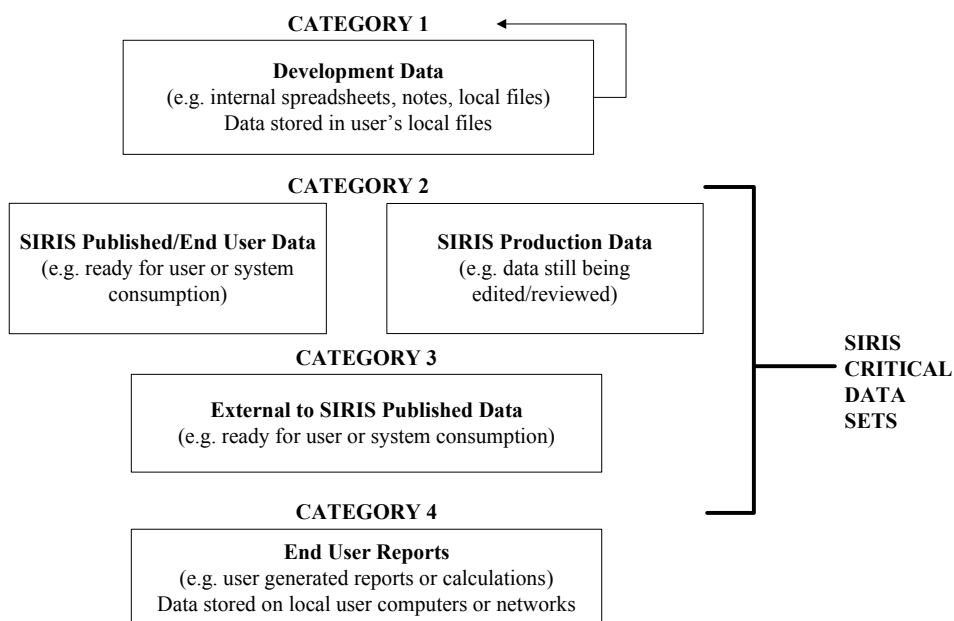 CATEGORY 1
Development Data
(e.g. internal spreadsheets, notes, local files)
Data stored in user's local files
CATEGORY 2
SIRIS Published/End User Data
(e.g. ready for user or system
consumption)
SIRIS Production Data
(e.g. data still being
edited/reviewed)
CATEGORY 3
External to SIRIS Published Data
(e.g. ready for user or system consumption)
SIRIS
CRITICAL
DATA
SETS
CATEGORY 4
End User Reports
(e.g. user generated reports or calculations)
Data stored on local user computers or networks